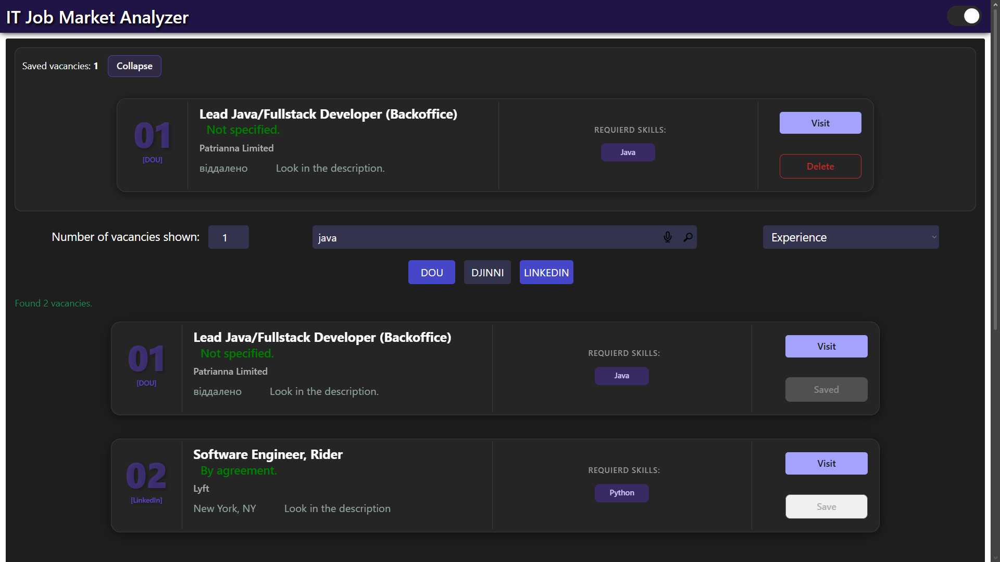 IT Job Market Analyzer
Saved vacancies: 1 Collapse
01
[DOU]
Lead Java/Fullstack Developer (Backoffice)
Not specified.
Patrianna Limited
віддалено Look in the description.
REQUIERD SKILLS:
Java
Visit
Delete
Number of vacancies shown: 1
java
Experience
DOU DJINNI LINKEDIN
Found 2 vacancies.
01
[DOU]
Lead Java/Fullstack Developer (Backoffice)
Not specified.
Patrianna Limited
віддалено Look in the description.
REQUIERD SKILLS:
Java
Visit
Saved
02
[LinkedIn]
Software Engineer, Rider
By agreement.
Lyft
New York, NY Look in the description
REQUIERD SKILLS:
Python
Visit
Save